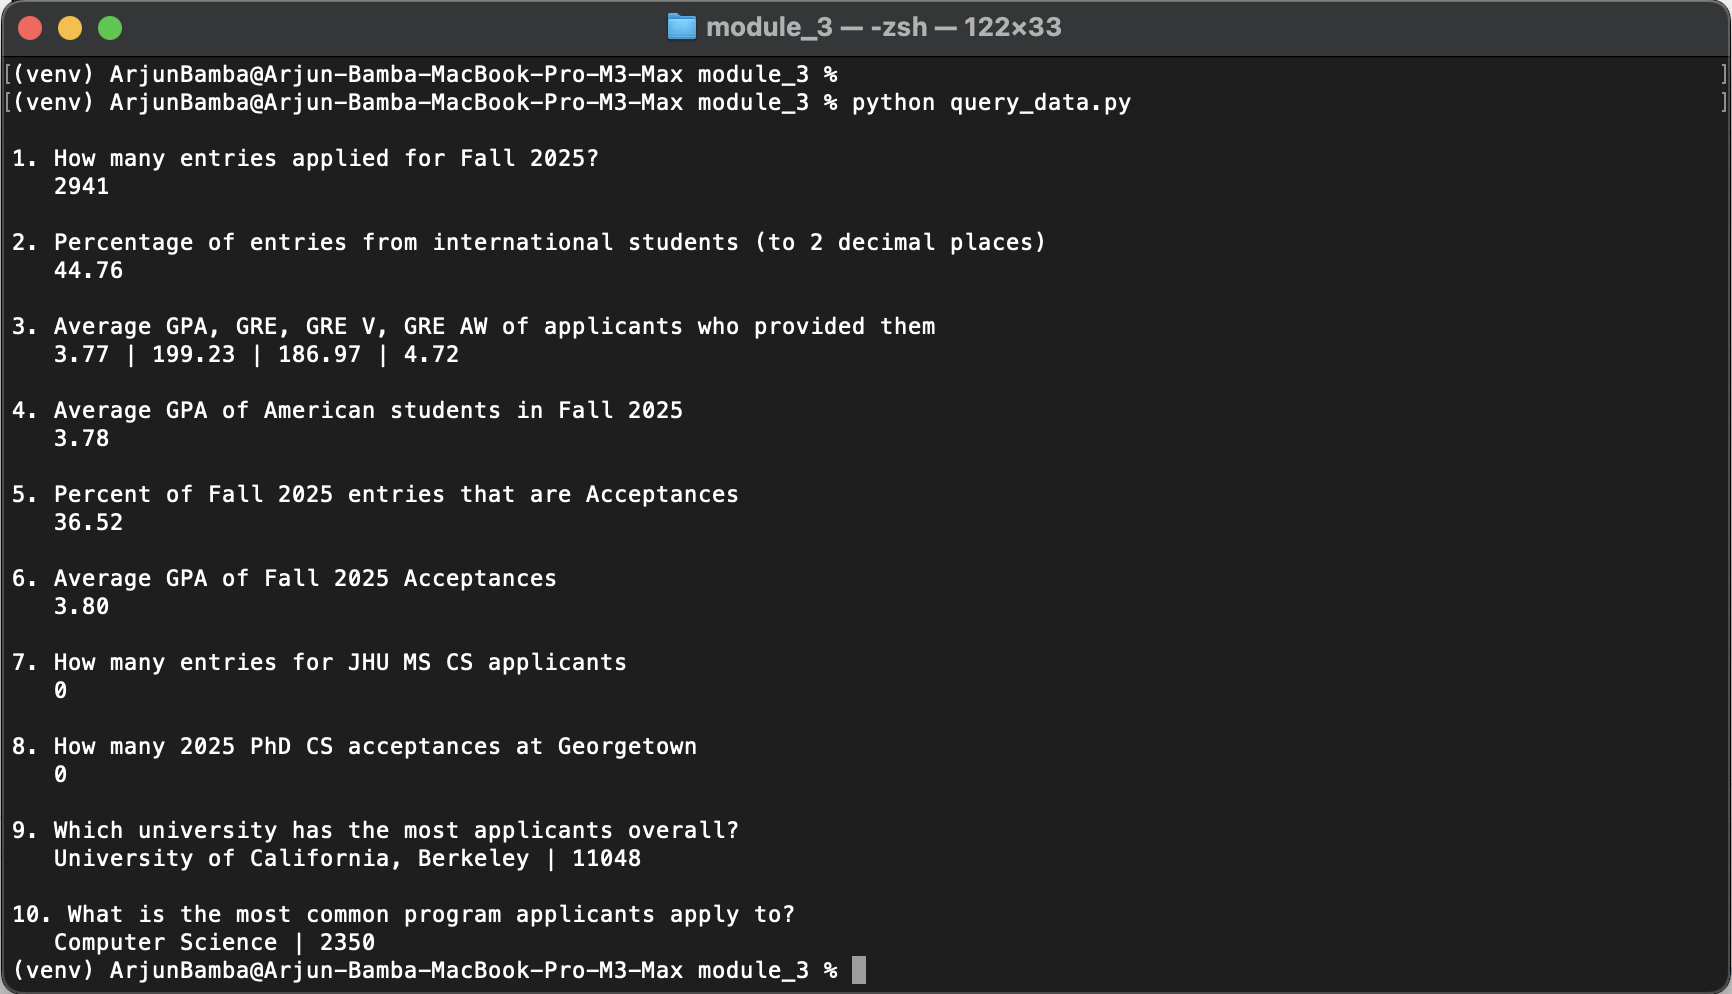 module_3 — -zsh — 122×33
[(venv) ArjunBamba@Arjun-Bamba-MacBook-Pro-M3-Max module_3 % ]
[(venv) ArjunBamba@Arjun-Bamba-MacBook-Pro-M3-Max module_3 % python query_data.py ]
1. How many entries applied for Fall 2025?
2941
2. Percentage of entries from international students (to 2 decimal places)
44.76
3. Average GPA, GRE, GRE V, GRE AW of applicants who provided them
3.77 | 199.23 | 186.97 | 4.72
4. Average GPA of American students in Fall 2025
3.78
5. Percent of Fall 2025 entries that are Acceptances
36.52
6. Average GPA of Fall 2025 Acceptances
3.80
7. How many entries for JHU MS CS applicants
0
8. How many 2025 PhD CS acceptances at Georgetown
0
9. Which university has the most applicants overall?
University of California, Berkeley | 11048
10. What is the most common program applicants apply to?
Computer Science | 2350
(venv) ArjunBamba@Arjun-Bamba-MacBook-Pro-M3-Max module_3 %